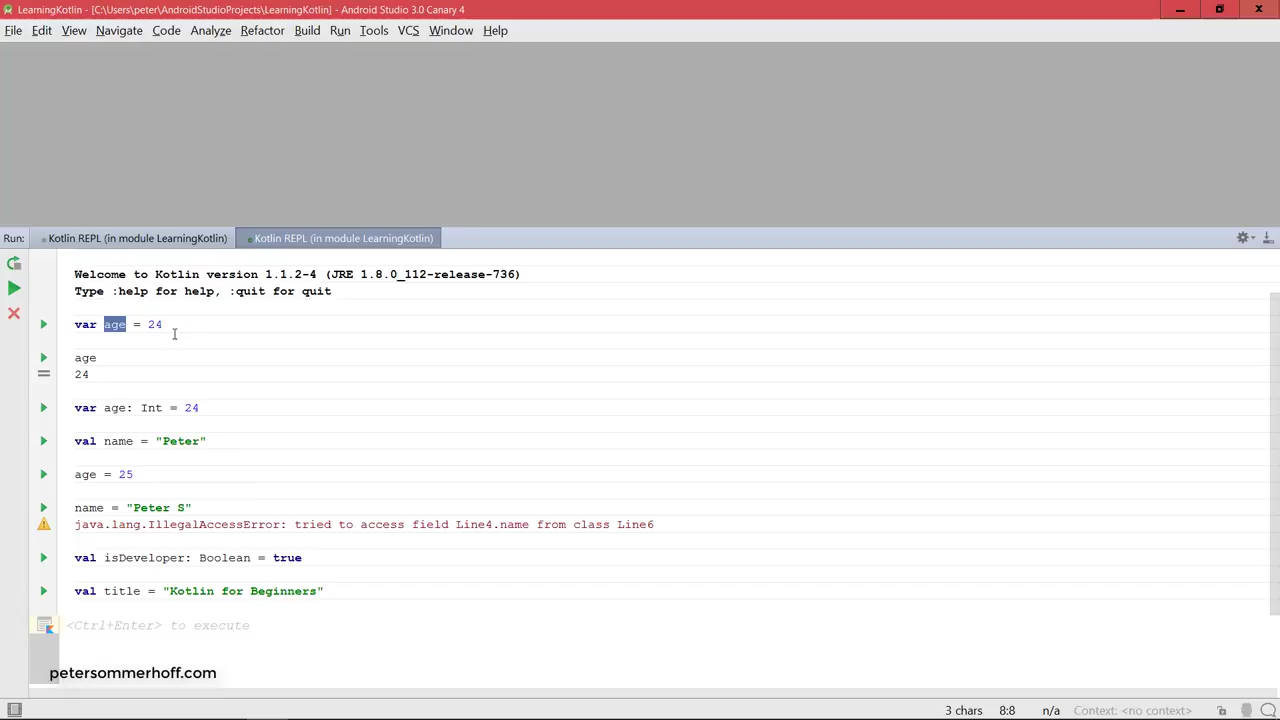 LearningKotlin - [C:\Users\peter\AndroidStudioProjects\LearningKotlin] - Android Studio 3.0 Canary 4
File Edit View Navigate Code Analyze Refactor Build Run Tools VCS Window Help
Run: Kotlin REPL (in module LearningKotlin) Kotlin REPL (in module LearningKotlin)
Welcome to Kotlin version 1.1.2-4 (JRE 1.8.0_112-release-736)
Type :help for help, :quit for quit
var age = 24
age
24
var age: Int = 24
val name = "Peter"
age = 25
name = "Peter S"
java.lang.IllegalAccessError: tried to access field Line4.name from class Line6
val isDeveloper: Boolean = true
val title = "Kotlin for Beginners"
<Ctrl+Enter> to execute
petersommerhoff.com
3 chars 8:8 n/a Context: <no context>